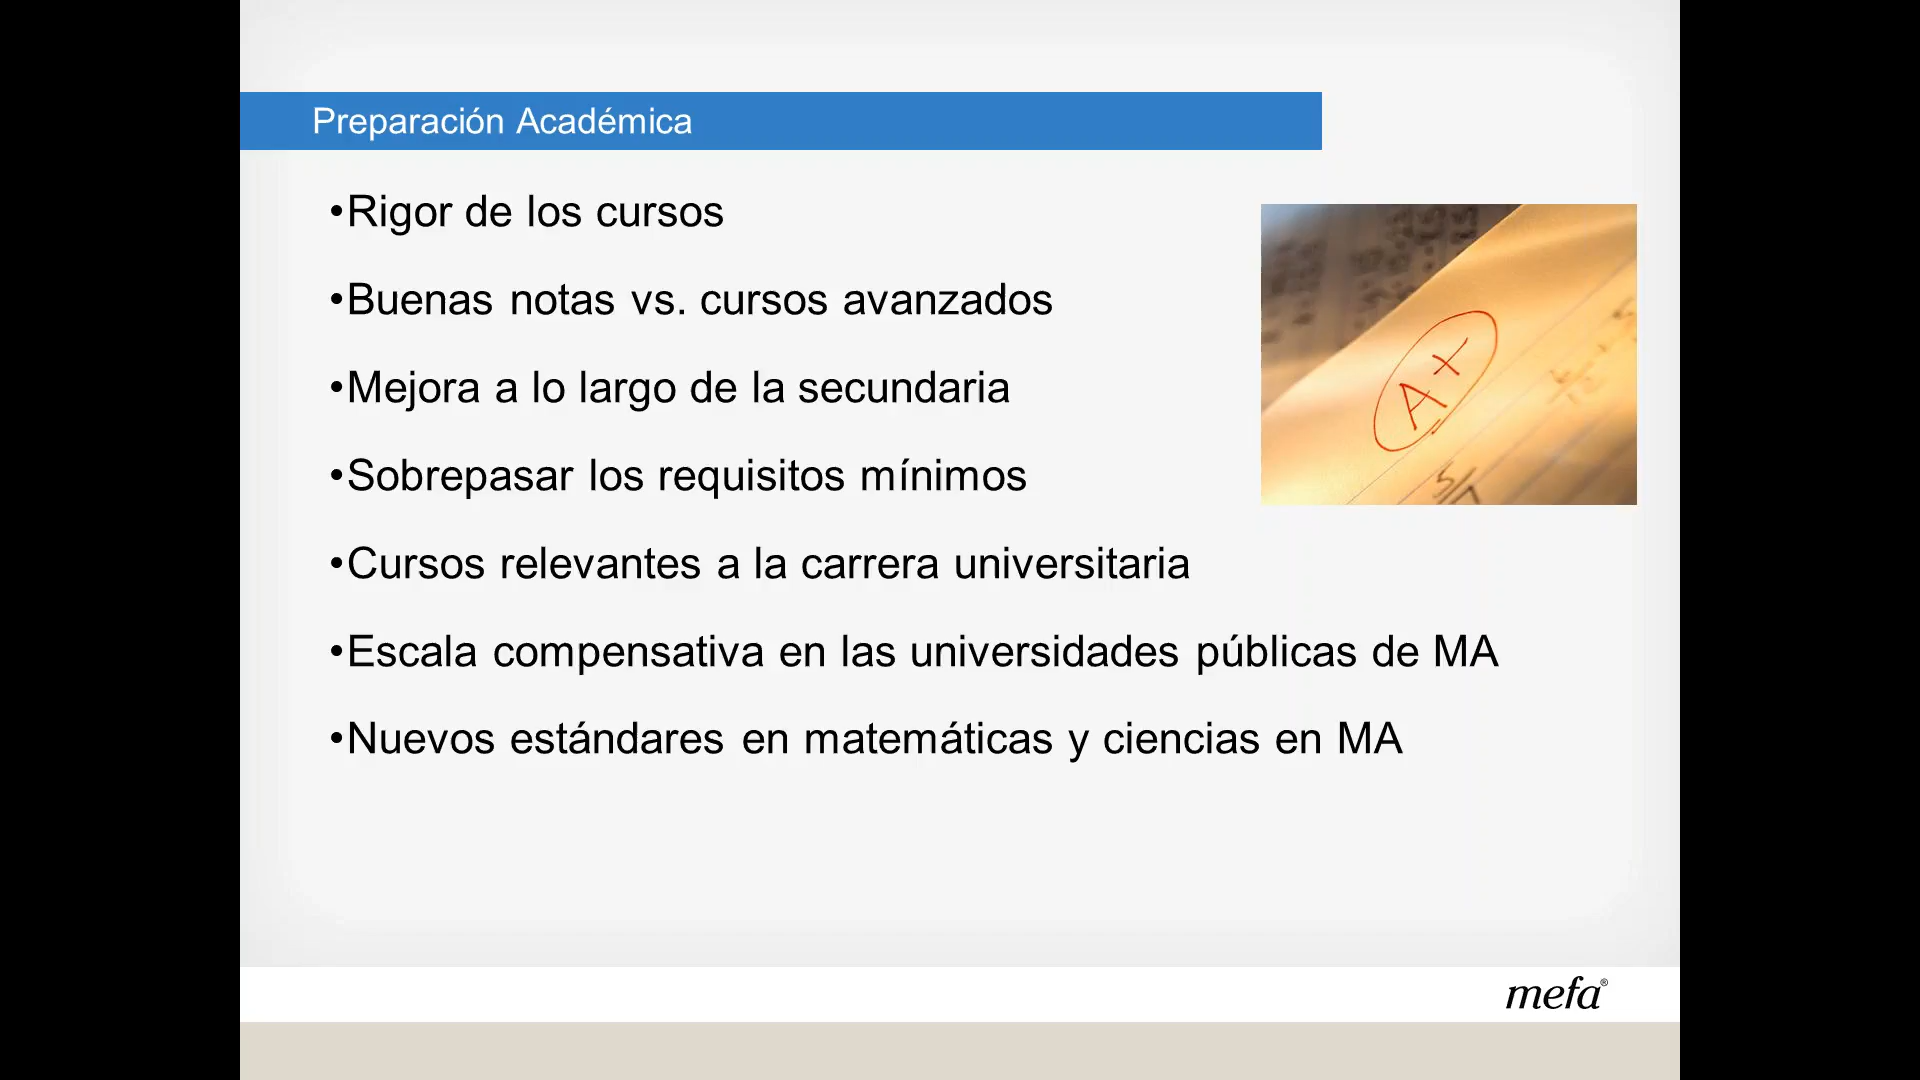 Preparación Académica
•Rigor de los cursos
•Buenas notas vs. cursos avanzados
•Mejora a lo largo de la secundaria
•Sobrepasar los requisitos mínimos
•Cursos relevantes a la carrera universitaria
•Escala compensativa en las universidades públicas de MA
•Nuevos estándares en matemáticas y ciencias en MA
A+
mefa®